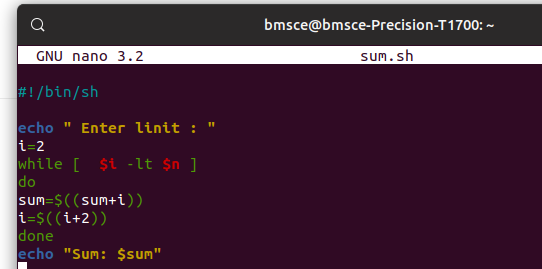 bmsce@bmsce-Precision-T1700: ~
GNU nano 3.2 sum.sh
#!/bin/sh
echo " Enter linit : "
i=2
while [  $i -lt $n ]
do
sum=$((sum+i))
i=$((i+2))
done
echo "Sum: $sum"